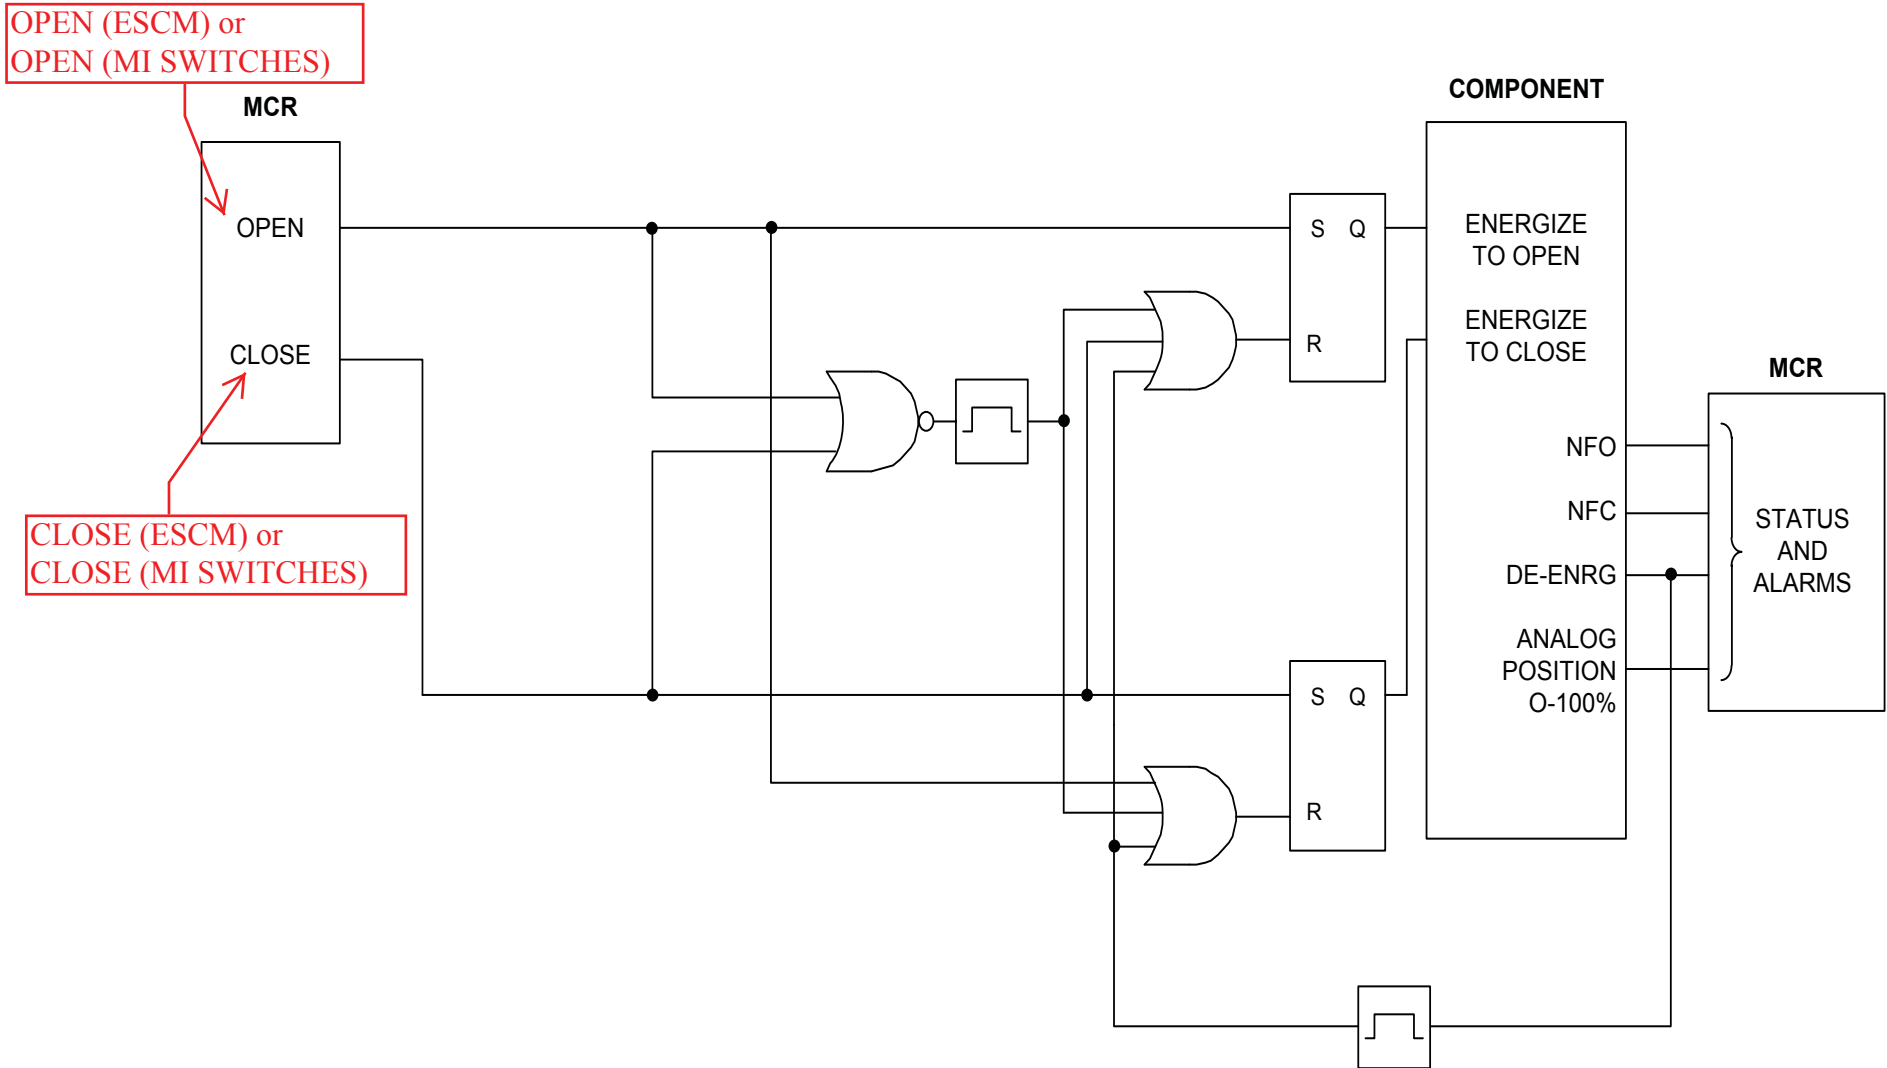 OPEN (ESCM) or
OPEN (MI SWITCHES)
MCR
OPEN
CLOSE
CLOSE (ESCM) or
CLOSE (MI SWITCHES)
S Q
R
S Q
R
COMPONENT
ENERGIZE
TO OPEN
ENERGIZE
TO CLOSE
NFO
NFC
DE-ENRG
ANALOG
POSITION
O-100%
MCR
STATUS
AND
ALARMS